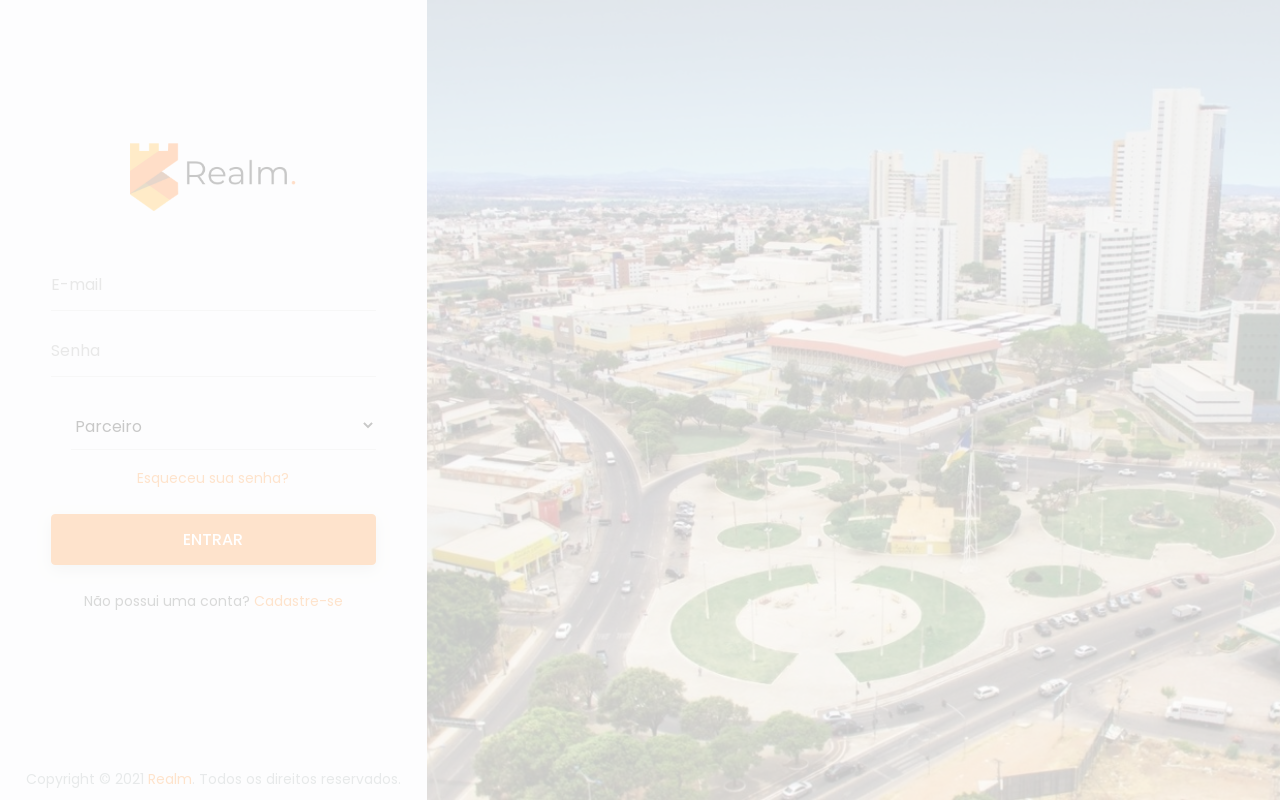 Realm.
E-mail
Senha
Parceiro
Esqueceu sua senha?
ENTRAR
Não possui uma conta? Cadastre-se
Copyright © 2021 Realm. Todos os direitos reservados.